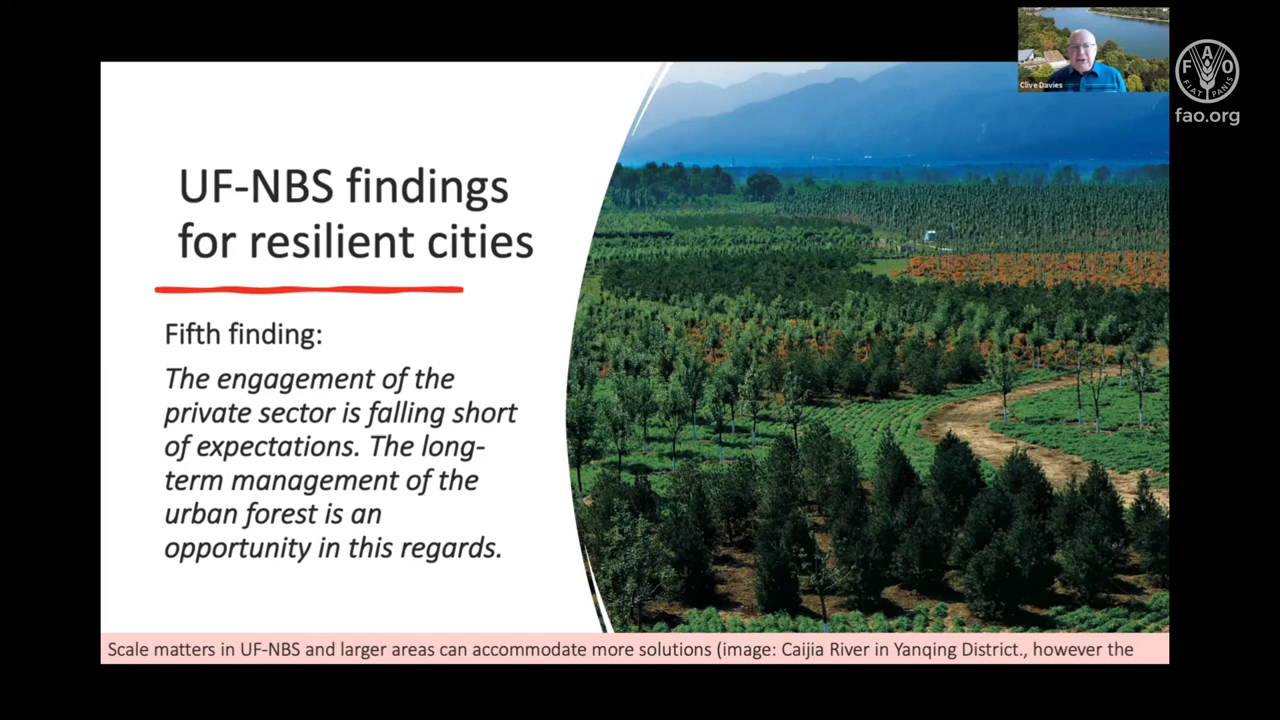 Clive Davies
F A O
FIAT PANIS
fao.org
UF-NBS findings
for resilient cities
Fifth finding:
The engagement of the
private sector is falling short
of expectations. The long-
term management of the
urban forest is an
opportunity in this regards.
Scale matters in UF-NBS and larger areas can accommodate more solutions (image: Caijia River in Yanqing District., however the